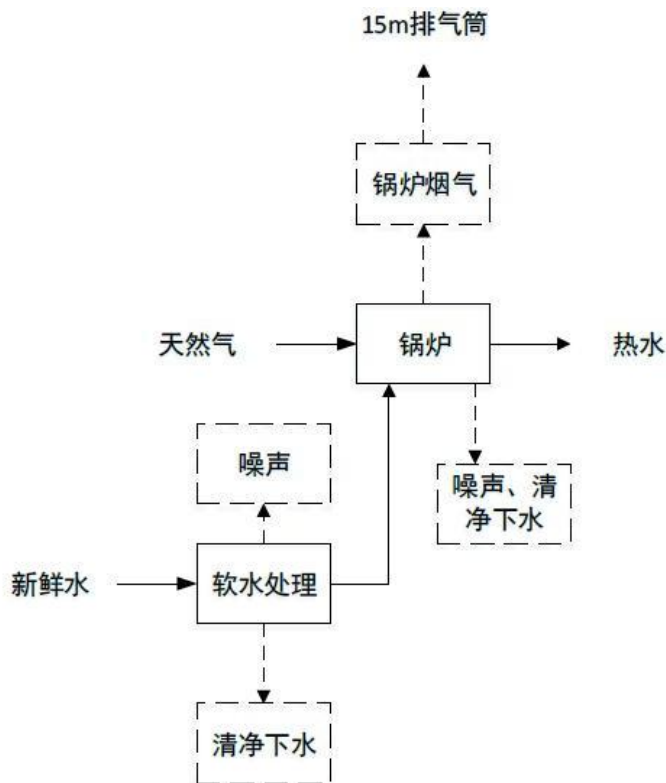 15m排气筒
锅炉烟气
天然气
锅炉
热水
噪声
噪声、清
净下水
新鲜水
软水处理
清净下水